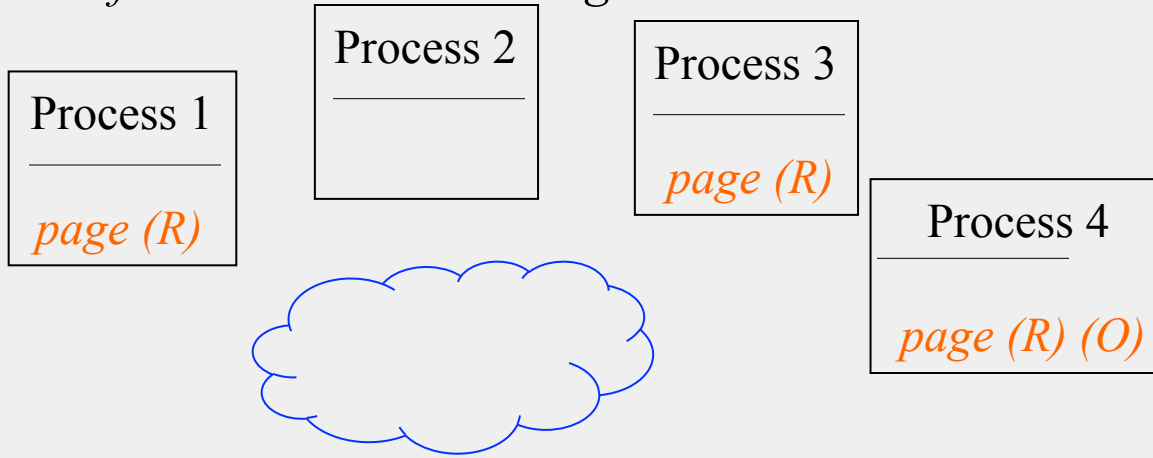 Process 1
page (R)
Process 2
Process 3
page (R)
Process 4
page (R) (O)